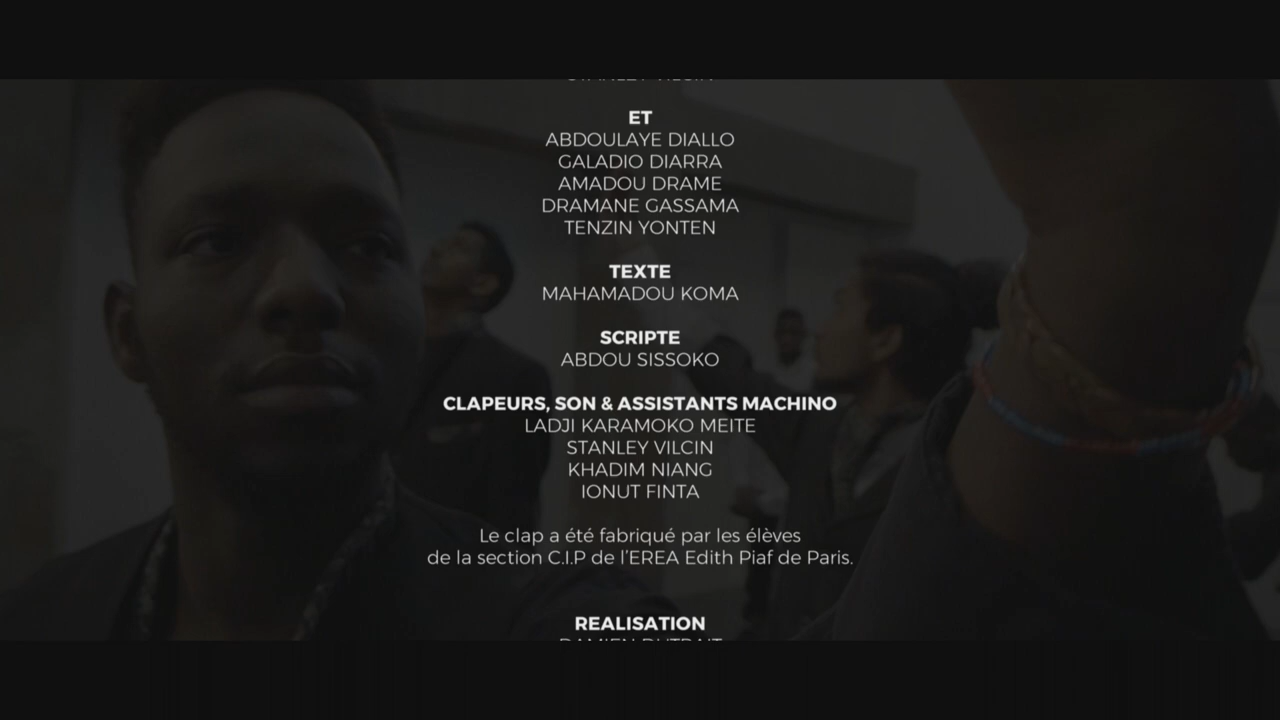 ET
ABDOULAYE DIALLO
GALADIO DIARRA
AMADOU DRAME
DRAMANE GASSAMA
TENZIN YONTEN
TEXTE
MAHAMADOU KOMA
SCRIPTE
ABDOU SISSOKO
CLAPEURS, SON & ASSISTANTS MACHINO
LADJI KARAMOKO MEITE
STANLEY VILCIN
KHADIM NIANG
IONUT FINTA
Le clap a été fabriqué par les élèves
de la section C.I.P de l'EREA Edith Piaf de Paris.
REALISATION